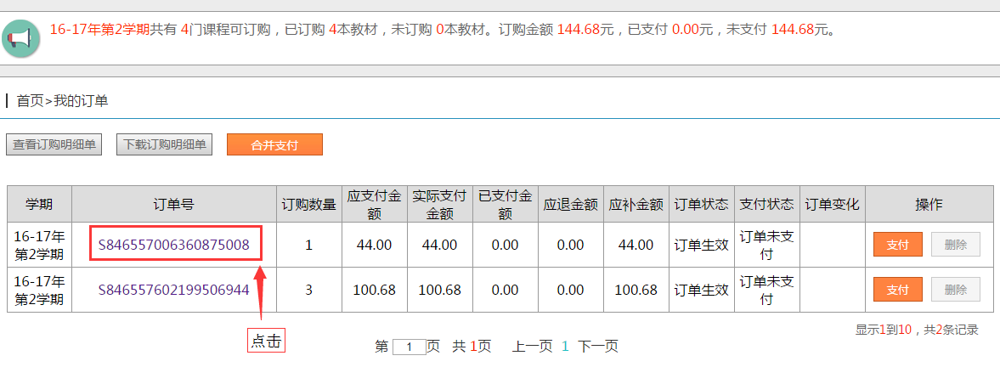 16-17年第2学期共有 4门课程可订购，已订购 4本教材，未订购 0本教材。订购金额 144.68元，已支付 0.00元，未支付 144.68元。
首页>我的订单
查看订购明细单 下载订购明细单 合并支付
学期 订单号 订购数量 应支付金额 实际支付金额 已支付金额 应退金额 应补金额 订单状态 支付状态 订单变化 操作
16-17年第2学期 S846557006360875008 1 44.00 44.00 0.00 0.00 44.00 订单生效 订单未支付 支付 删除
16-17年第2学期 S846557602199506944 3 100.68 100.68 0.00 0.00 100.68 订单生效 订单未支付 支付 删除
显示1到10，共2条记录
点击
第 1 页 共 1页 上一页 1 下一页